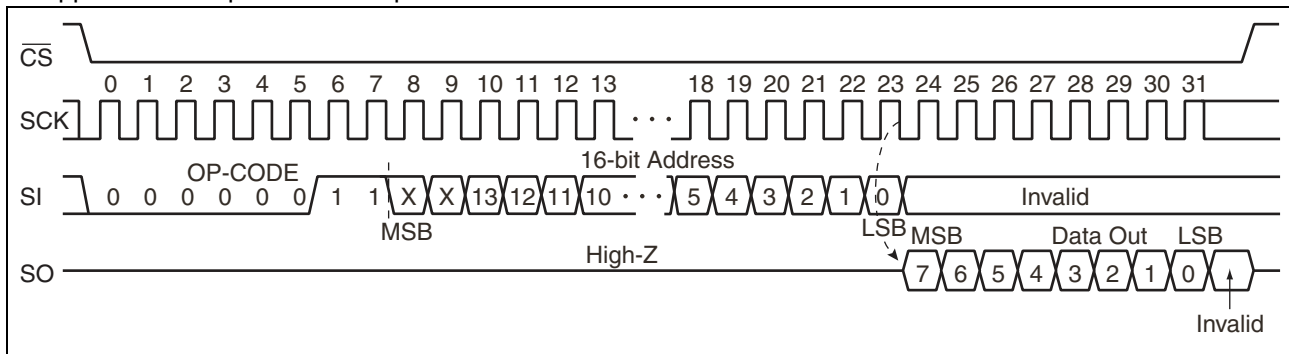 CS
0 1 2 3 4 5 6 7 8 9 10 11 12 13 18 19 20 21 22 23 24 25 26 27 28 29 30 31
SCK
OP-CODE 16-bit Address
SI 0 0 0 0 0 0 1 1 X X 13 12 11 10 · · · 5 4 3 2 1 0 Invalid
MSB LSB
MSB Data Out LSB
High-Z
SO 7 6 5 4 3 2 1 0
Invalid